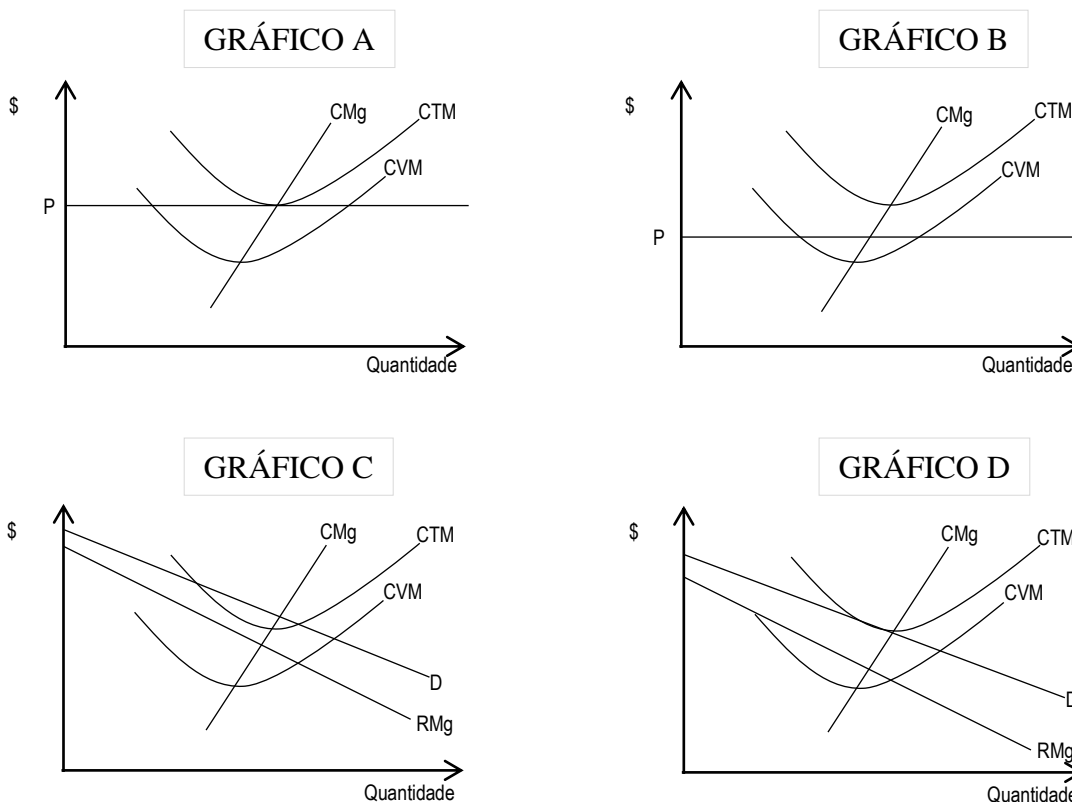 GRÁFICO A
$
CMg
CTM
CVM
P
Quantidade
GRÁFICO B
$
CMg
CTM
CVM
P
Quantidade
GRÁFICO C
$
CMg
CTM
CVM
D
RMg
Quantidade
GRÁFICO D
$
CMg
CTM
CVM
D
RMg
Quantidade